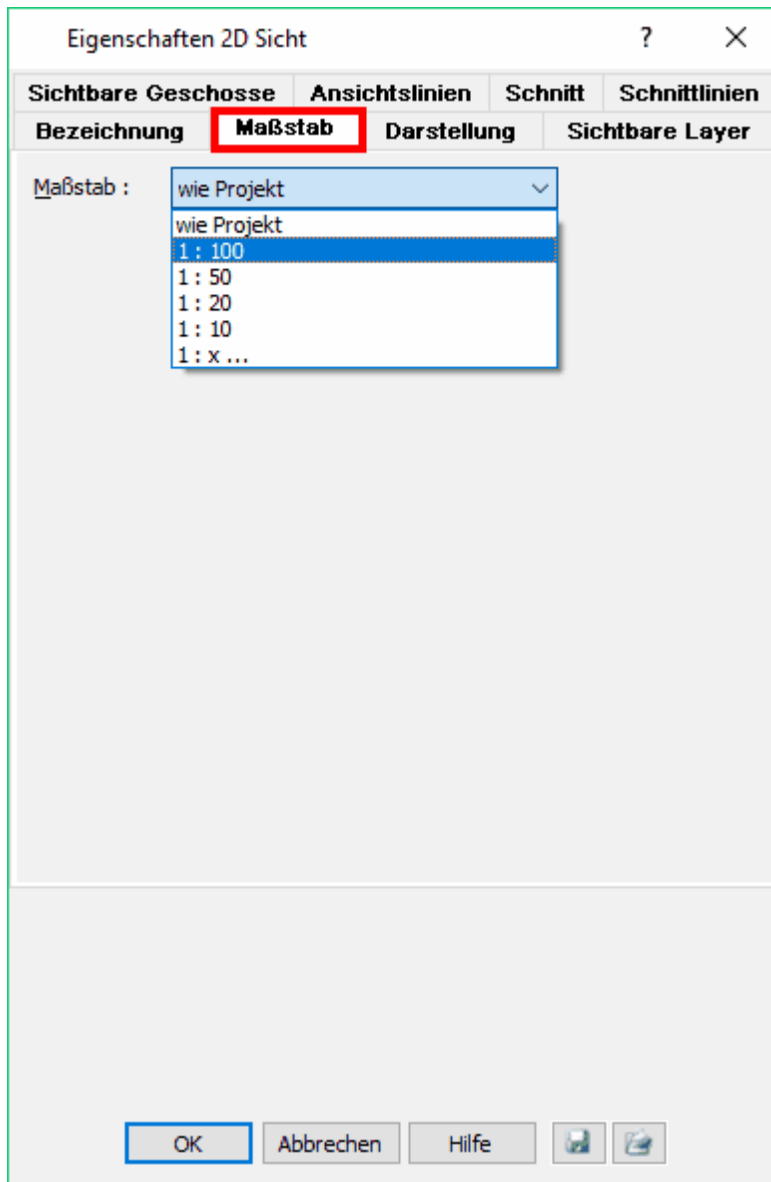 Eigenschaften 2D Sicht ? ×
Sichtbare Geschosse Ansichtslinien Schnitt Schnittlinien
Bezeichnung Maßstab Darstellung Sichtbare Layer
Maßstab : wie Projekt
wie Projekt
1 : 100
1 : 50
1 : 20
1 : 10
1 : x ...
OK Abbrechen Hilfe